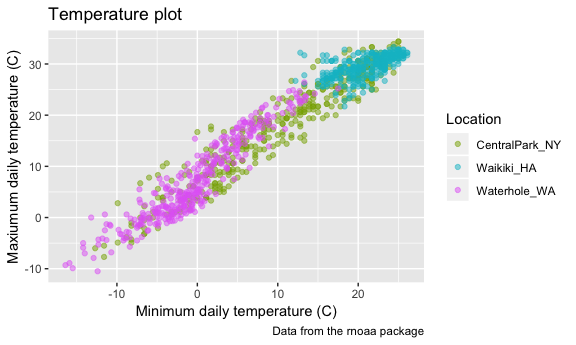 Temperature plot
Maxiumum daily temperature (C)
30
20
10
0
-10
-10
0
10
20
Minimum daily temperature (C)
Data from the rnoaa package
Location
CentralPark_NY
Waikiki_HA
Waterhole_WA